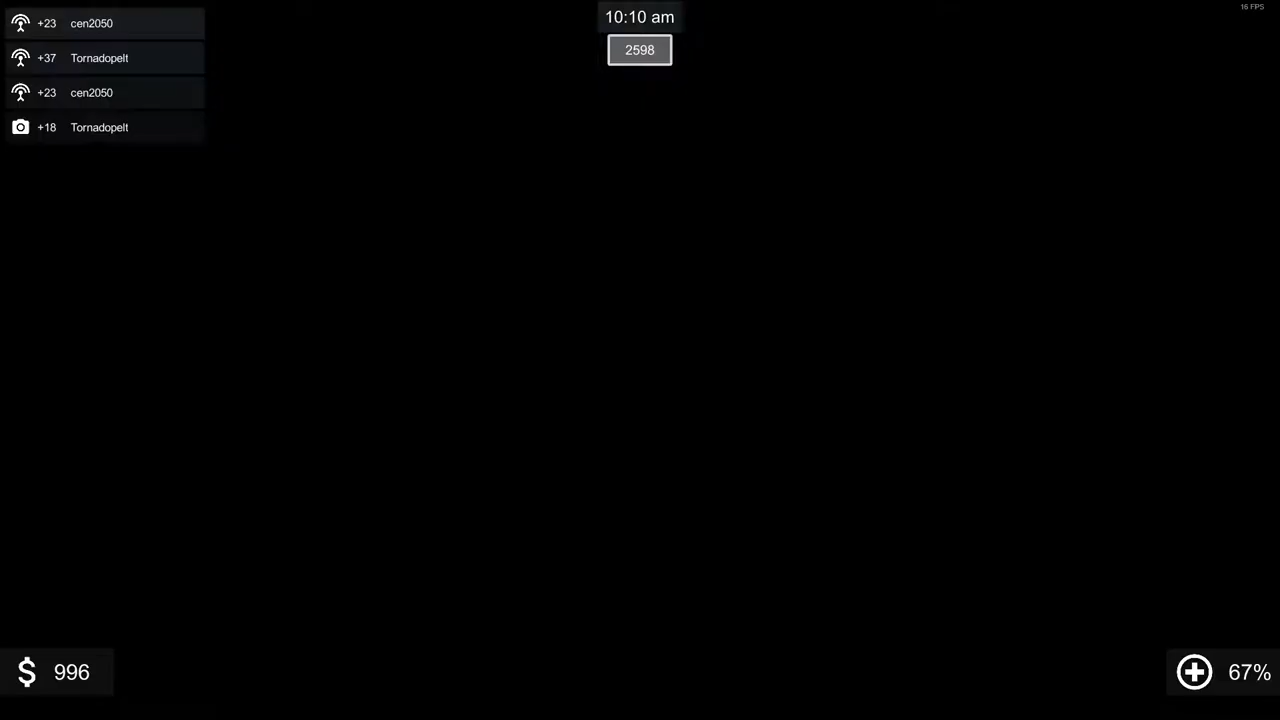 +23 cen2050
+37 Tornadopelt
+23 cen2050
+18 Tornadopelt
10:10 am
2598
16 FPS
$ 996
67%